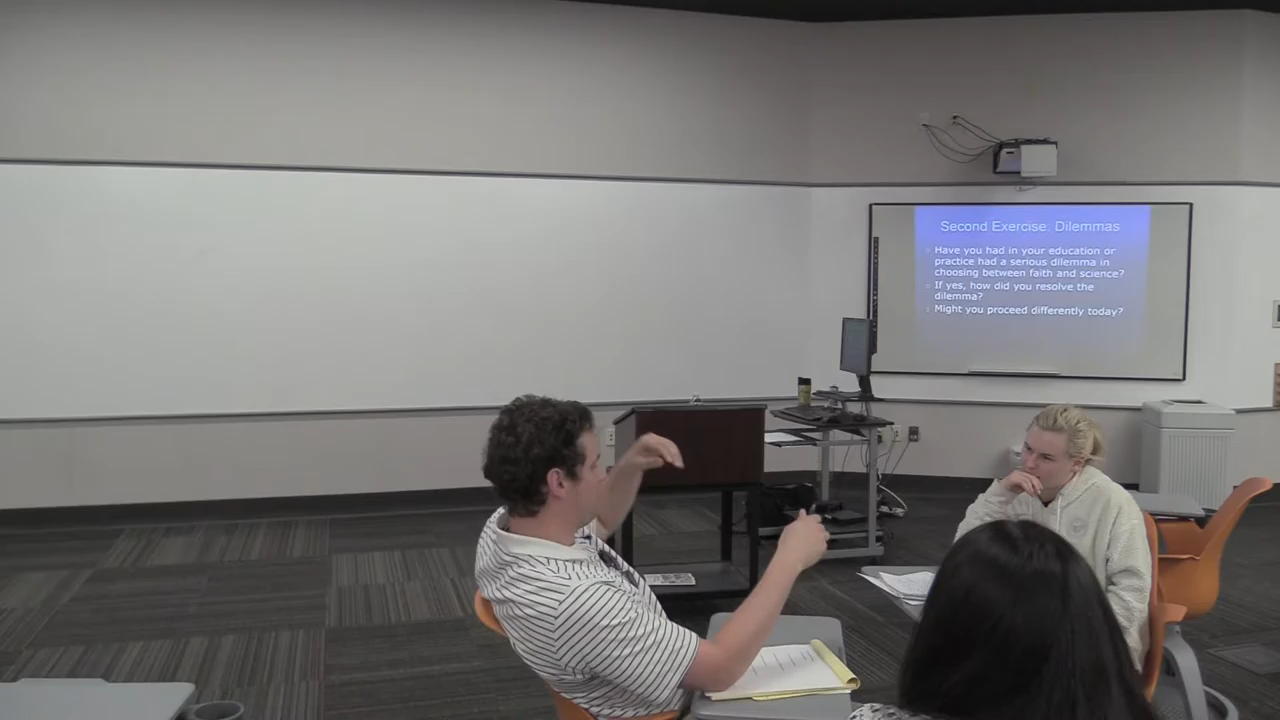 Second Exercise: Dilemmas
Have you had in your education or
practice had a serious dilemma in
choosing between faith and science?
If yes, how did you resolve the
dilemma?
Might you proceed differently today?